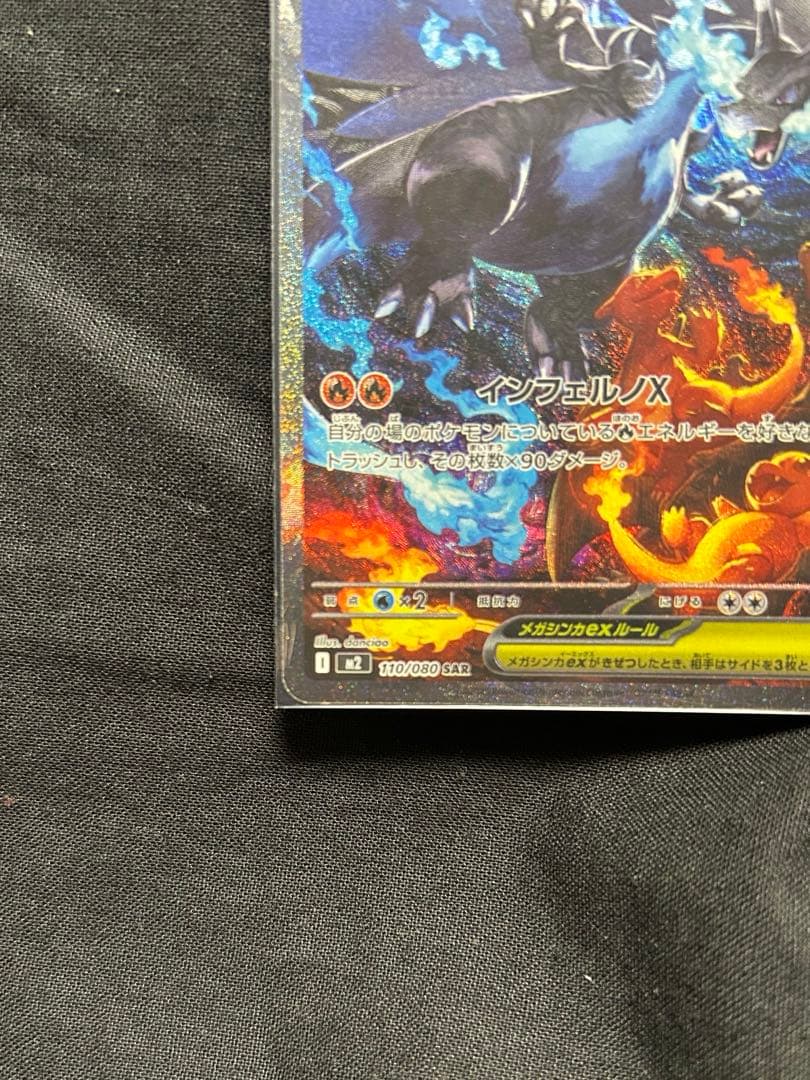 インフェルノX
自分の場のポケモンについているエネルギーを好きな
トラッシュし、その枚数×90ダメージ。
弱点 ×2 抵抗力 にげる
Illus. danciao
メガシンカexルール
I m2 110/080 SAR
メガシンカexがきぜつしたとき、相手はサイドを3枚と